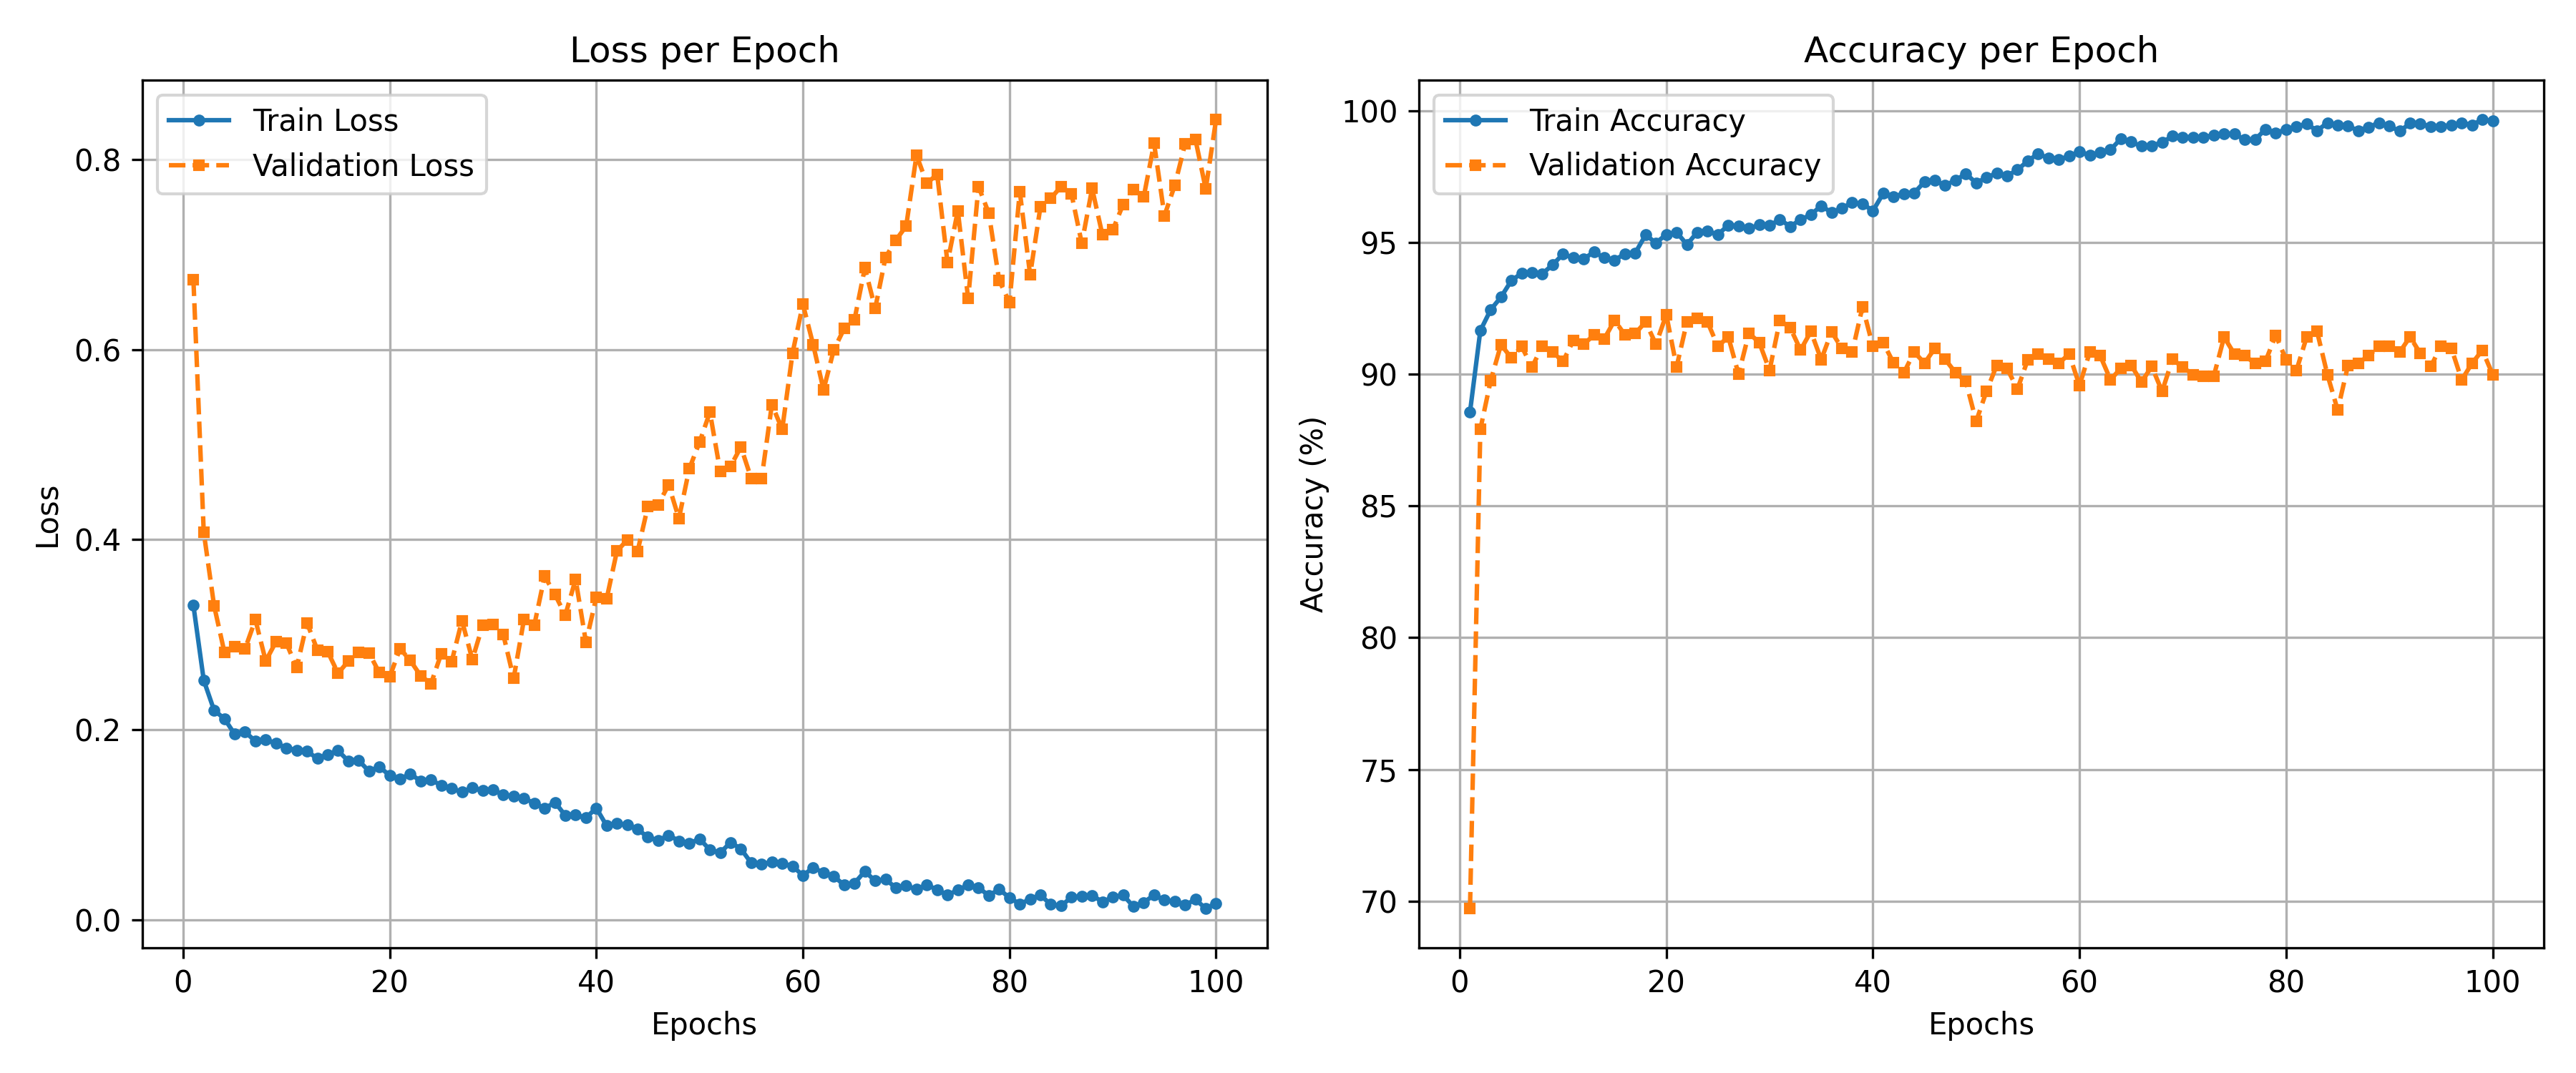 Loss per Epoch
Train Loss
Validation Loss
Loss
0.8
0.6
0.4
0.2
0.0
0 20 40 60 80 100
Epochs
Accuracy per Epoch
Train Accuracy
Validation Accuracy
Accuracy (%)
100
95
90
85
80
75
70
0 20 40 60 80 100
Epochs